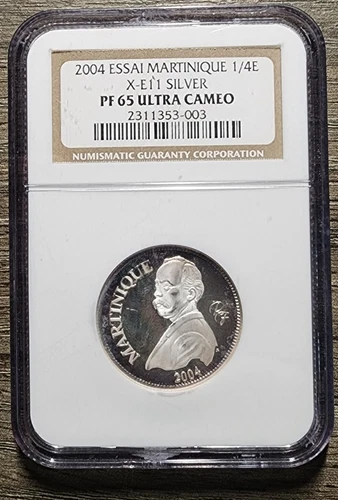 2004 ESSAI MARTINIQUE 1/4E
X-E11 SILVER
PF 65 ULTRA CAMEO
2311353-003
NUMISMATIC GUARANTY CORPORATION
MARTINIQUE
2004